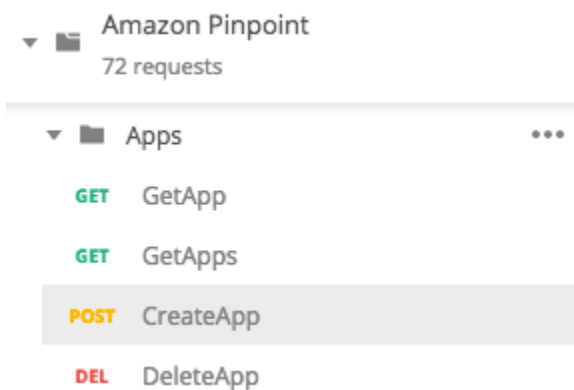 Amazon Pinpoint
72 requests
Apps
GET GetApp
GET GetApps
POST CreateApp
DEL DeleteApp